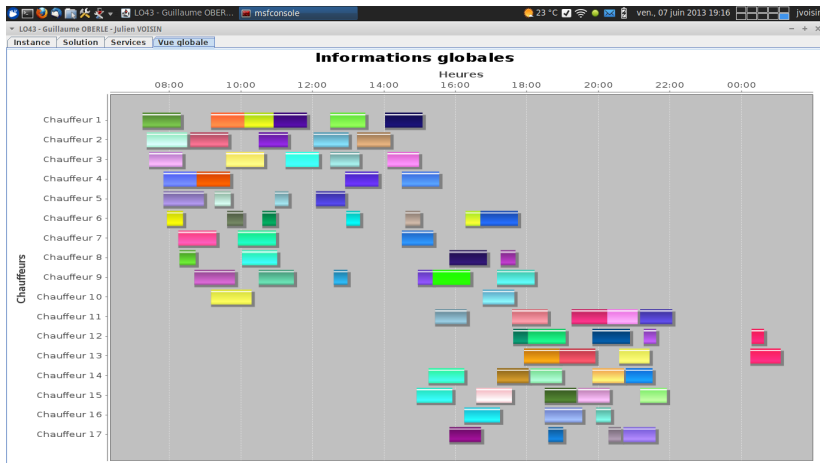 LO43 - Guillaume OBER... msfconsole 23 °C ven., 07 juin 2013 19:16 jvoisin
LO43 - Guillaume OBERLE - Julien VOISIN
Instance Solution Services Vue globale
Informations globales
Heures
08:00 10:00 12:00 14:00 16:00 18:00 20:00 22:00 00:00
Chauffeurs
Chauffeur 1
Chauffeur 2
Chauffeur 3
Chauffeur 4
Chauffeur 5
Chauffeur 6
Chauffeur 7
Chauffeur 8
Chauffeur 9
Chauffeur 10
Chauffeur 11
Chauffeur 12
Chauffeur 13
Chauffeur 14
Chauffeur 15
Chauffeur 16
Chauffeur 17